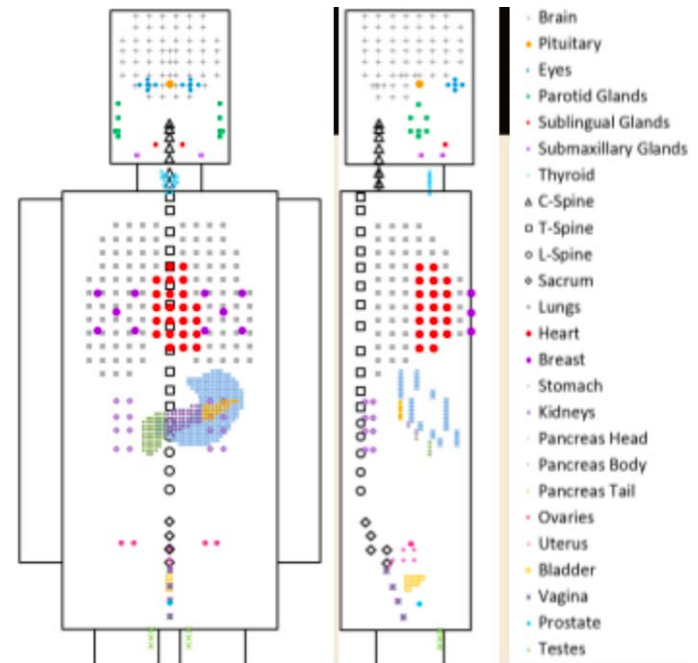 Brain
Pituitary
Eyes
Parotid Glands
Sublingual Glands
Submaxillary Glands
Thyroid
C-Spine
T-Spine
L-Spine
Sacrum
Lungs
Heart
Breast
Stomach
Kidneys
Pancreas Head
Pancreas Body
Pancreas Tail
Ovaries
Uterus
Bladder
Vagina
Prostate
Testes